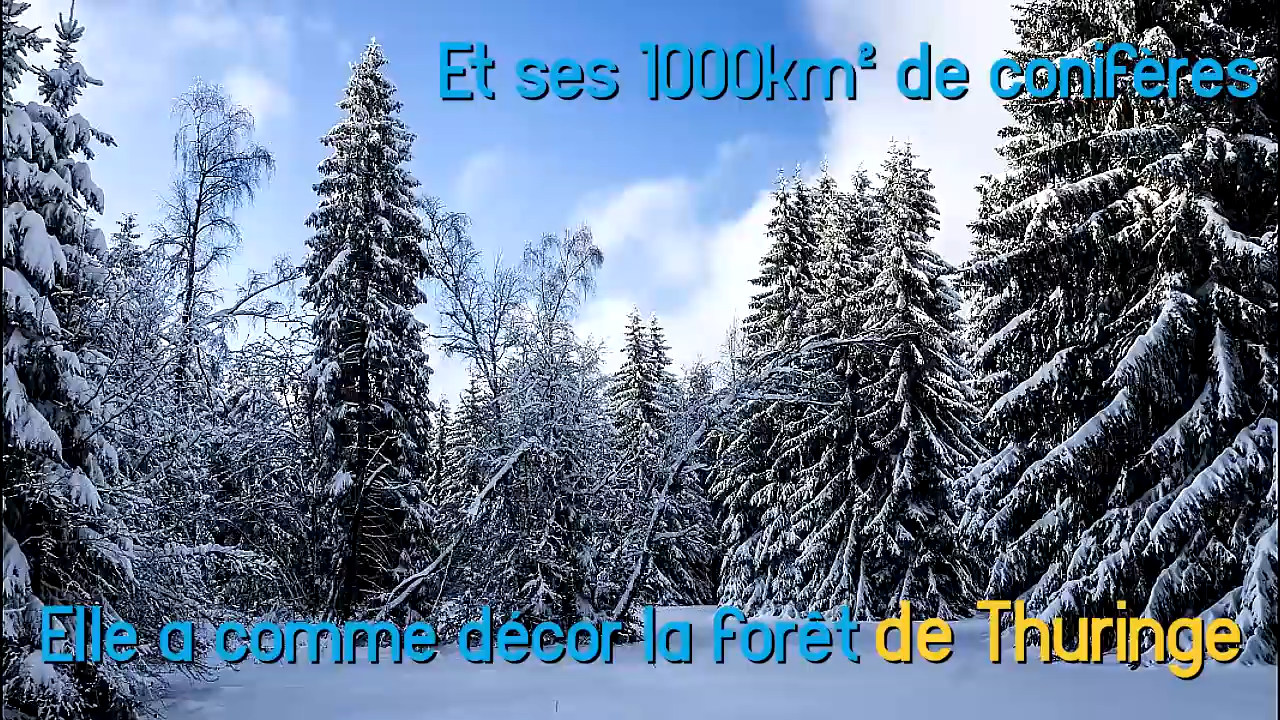 Et ses 1000km² de conifères
Elle a comme décor la forêt de Thuringe